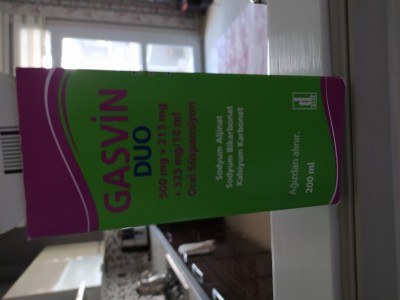 GASVİN
DUO
500 mg + 213 mg
+ 325 mg/10 ml
Oral Süspansiyon
Sodyum Aljinat
Sodyum Bikarbonat
Kalsiyum Karbonat
Ağızdan alınır.
200 ml